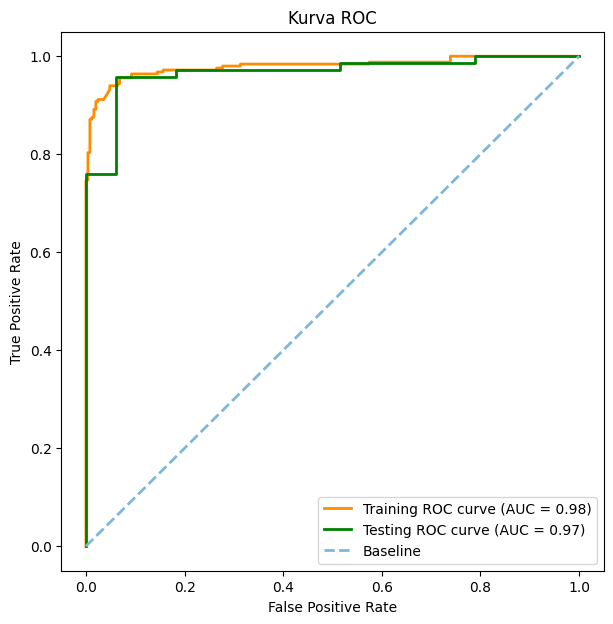 Kurva ROC
True Positive Rate
1.0
0.8
0.6
0.4
0.2
0.0
Training ROC curve (AUC = 0.98)
Testing ROC curve (AUC = 0.97)
Baseline
0.0 0.2 0.4 0.6 0.8 1.0
False Positive Rate